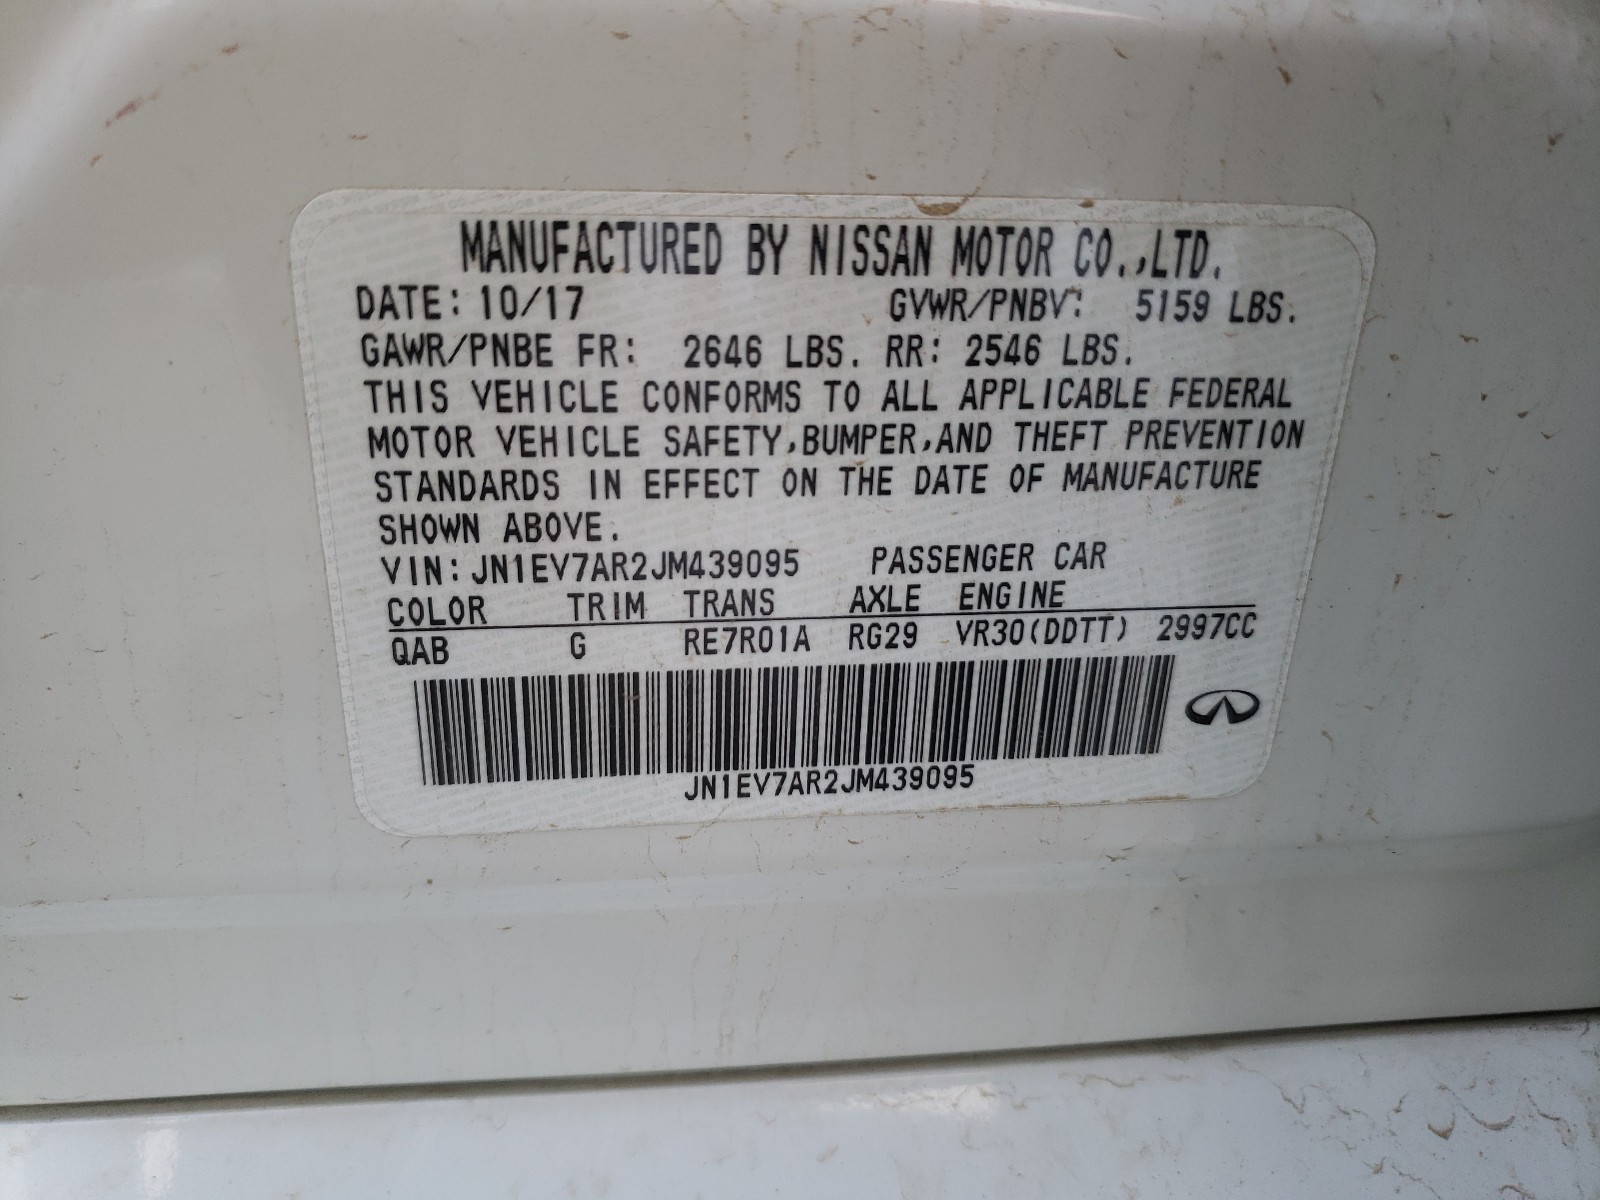 MANUFACTURED BY NISSAN MOTOR CO.,LTD.
DATE: 10/17 GVWR/PNBV: 5159 LBS.
GAWR/PNBE FR: 2646 LBS. RR: 2546 LBS.
THIS VEHICLE CONFORMS TO ALL APPLICABLE FEDERAL
MOTOR VEHICLE SAFETY,BUMPER,AND THEFT PREVENTION
STANDARDS IN EFFECT ON THE DATE OF MANUFACTURE
SHOWN ABOVE.
VIN: JN1EV7AR2JM439095 PASSENGER CAR
COLOR TRIM TRANS AXLE ENGINE
QAB G RE7R01A RG29 VR30(DDTT) 2997CC
JN1EV7AR2JM439095